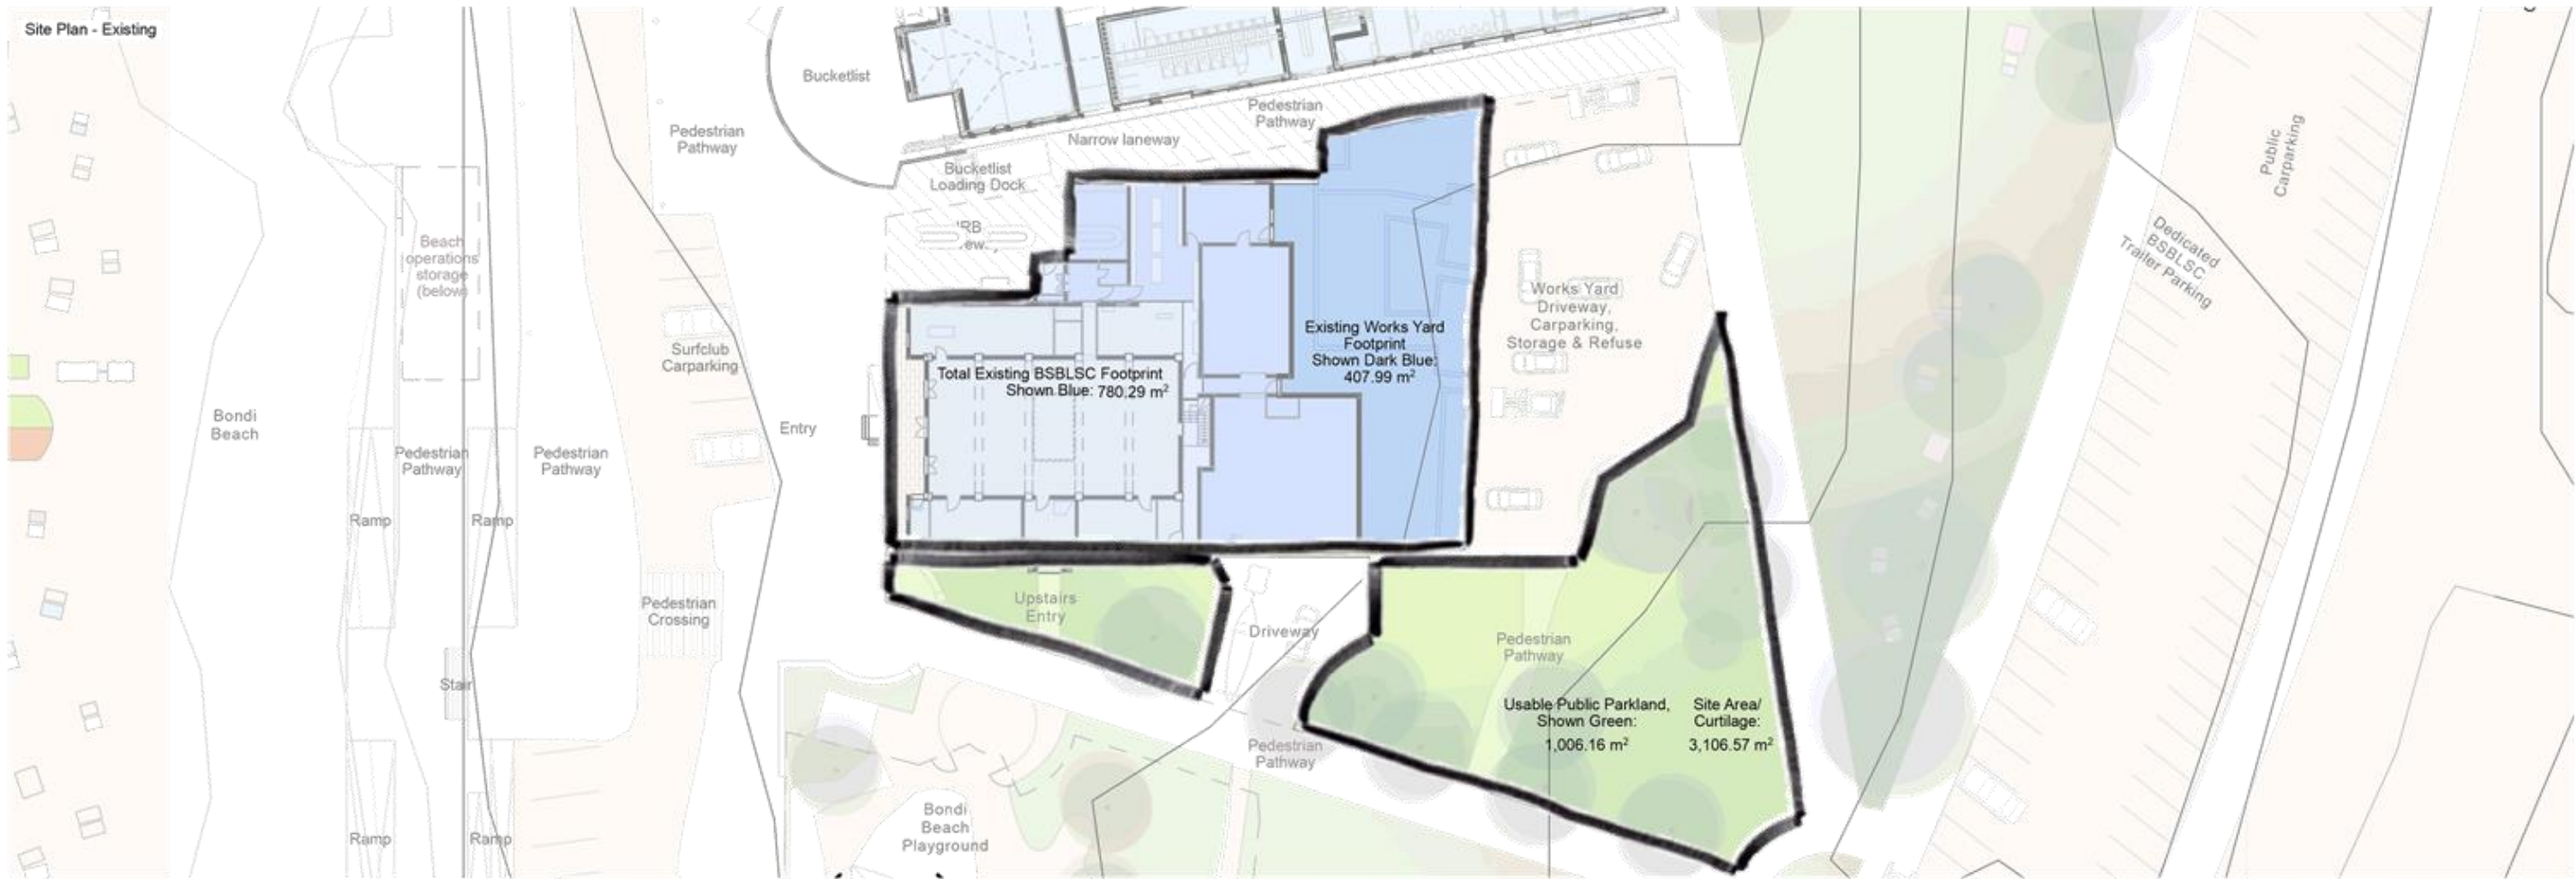 Site Plan - Existing
Bucketlist
Pedestrian
Pathway
Pedestrian
Pathway
Narrow laneway
Bucketlist
Loading Dock
Beach
operations
storage
(below)
Public
Carparking
Dedicated
BSBLSC
Trailer Parking
Works Yard
Driveway,
Carparking,
Storage & Refuse
Existing Works Yard
Footprint
Shown Dark Blue:
407.99 m²
Surfclub
Carparking
Total Existing BSBLSC Footprint
Shown Blue: 780.29 m²
Bondi
Beach
Entry
Pedestrian
Pathway
Pedestrian
Pathway
Ramp
Ramp
Pedestrian
Crossing
Upstairs
Entry
Driveway
Pedestrian
Pathway
Stair
Usable Public Parkland,
Shown Green:
1,006.16 m²
Site Area/
Curtilage:
3,106.57 m²
Pedestrian
Pathway
Bondi
Beach
Playground
Ramp
Ramp